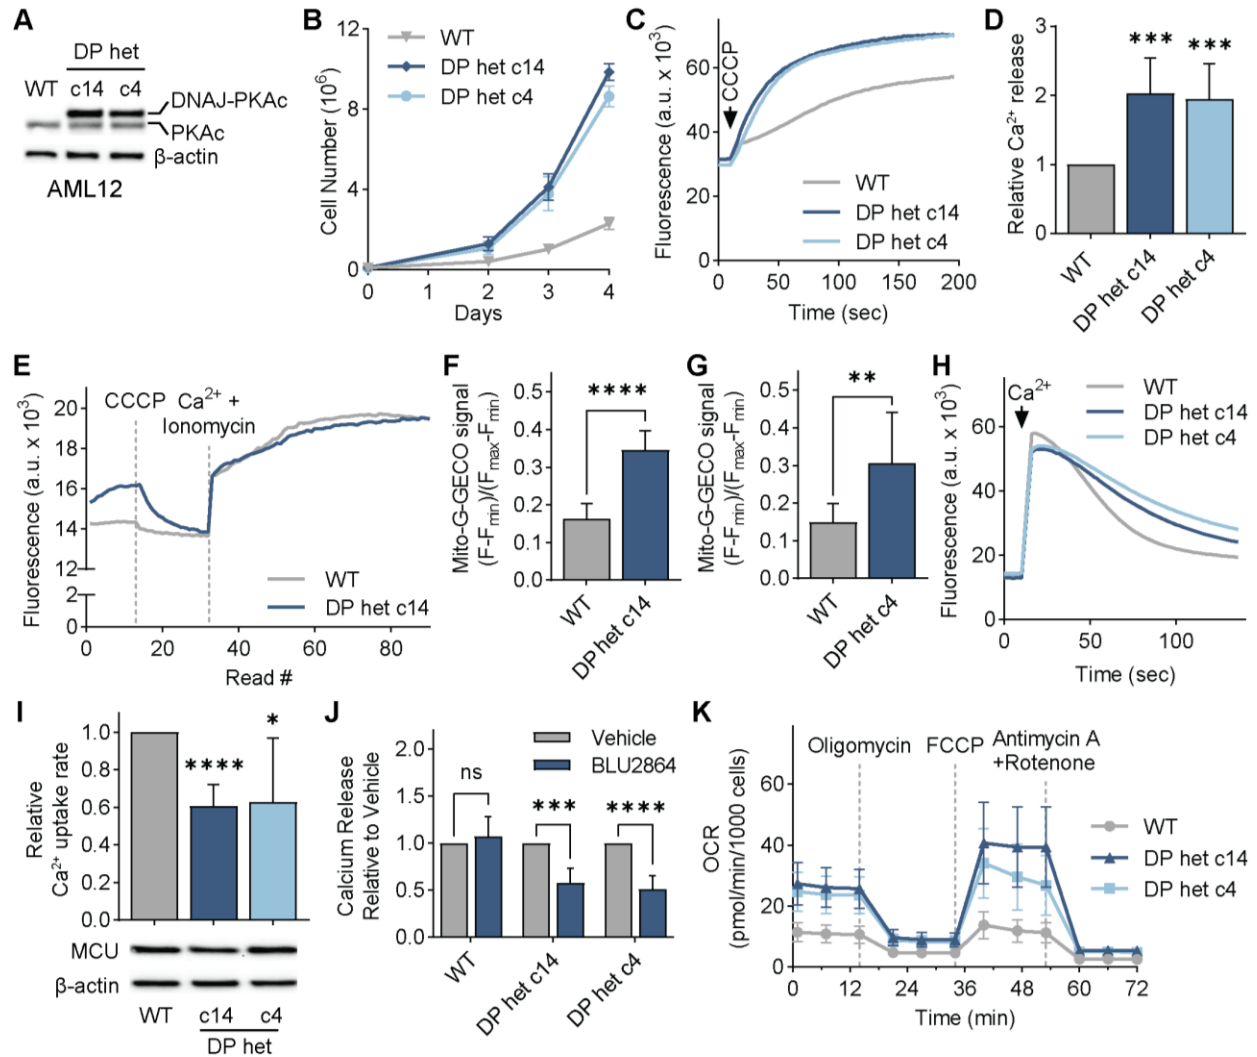 A
DP het
WT c14 c4
DNAJ-PKAc
PKAc
β-actin
AML12
B
Cell Number (10⁶)
12
8
4
0
0 1 2 3 4
Days
WT
DP het c14
DP het c4
C
Fluorescence (a.u. x 10³)
60
40
20
0
0 50 100 150 200
Time (sec)
CCCP
WT
DP het c14
DP het c4
D
Relative Ca²⁺ release
3
2
1
0
*** ***
WT
DP het c14
DP het c4
E
Fluorescence (a.u. x 10³)
20
18
16
14
12
2
0
CCCP
Ca²⁺ +
Ionomycin
WT
DP het c14
0 20 40 60 80
Read #
F
Mito-G-GECO signal
(F-Fmin)/(Fmax-Fmin)
0.5
0.4
0.3
0.2
0.1
0.0
****
WT
DP het c14
G
Mito-G-GECO signal
(F-Fmin)/(Fmax-Fmin)
0.5
0.4
0.3
0.2
0.1
0.0
**
WT
DP het c4
H
Fluorescence (a.u. x 10³)
60
40
20
0
Ca²⁺
WT
DP het c14
DP het c4
0 50 100
Time (sec)
I
Relative
Ca²⁺ uptake rate
1.0
0.8
0.6
0.4
0.2
0.0
****
*
MCU
β-actin
WT c14 c4
DP het
J
Calcium Release
Relative to Vehicle
2.0
1.5
1.0
0.5
0.0
Vehicle
BLU2864
ns
***
****
WT
DP het c14
DP het c4
K
OCR
(pmol/min/1000 cells)
60
40
20
0
Oligomycin
FCCP
Antimycin A
+Rotenone
WT
DP het c14
DP het c4
0 12 24 36 48 60 72
Time (min)